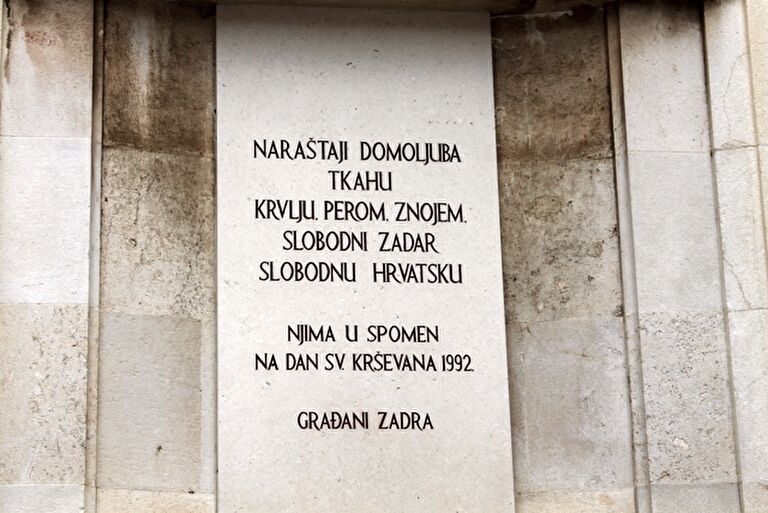 NARAŠTAJI DOMOLJUBA
TKAHU
KRVLJU, PEROM, ZNOJEM,
SLOBODNI ZADAR
SLOBODNU HRVATSKU
NJIMA U SPOMEN
NA DAN SV. KRŠEVANA 1992.
GRAĐANI ZADRA